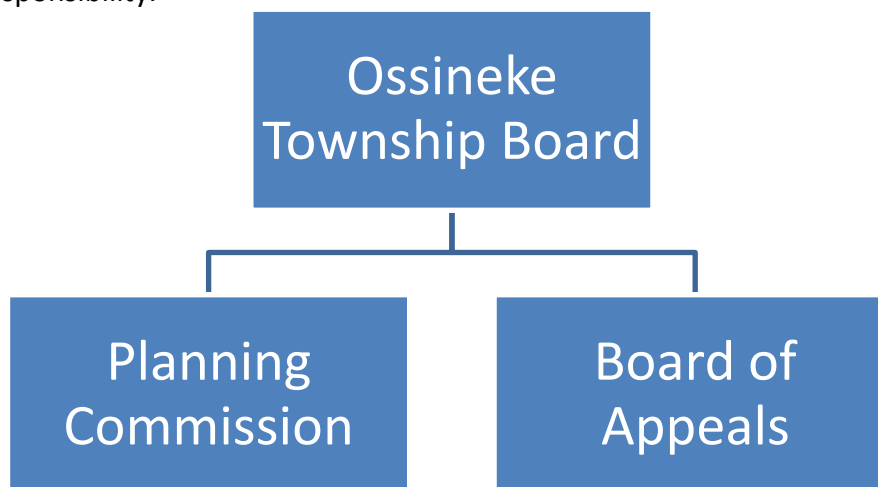 Ossineke
Township Board
Planning
Commission
Board of
Appeals